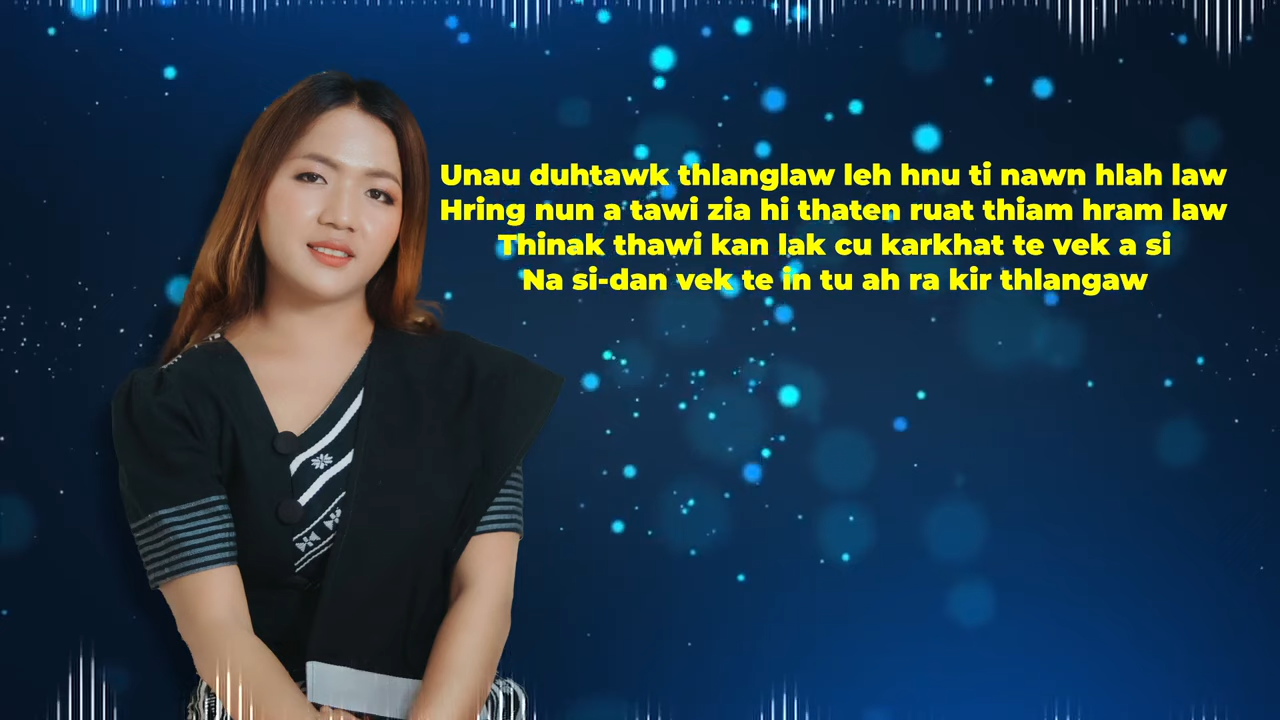 Unau duhtawk thlanglaw leh hnu ti nawn hlah law
Hring nun a tawi zia hi thaten ruat thiam hram law
Thinak thawi kan lak cu karkhat te vek a si
Na si-dan vek te in tu ah ra kir thlangaw